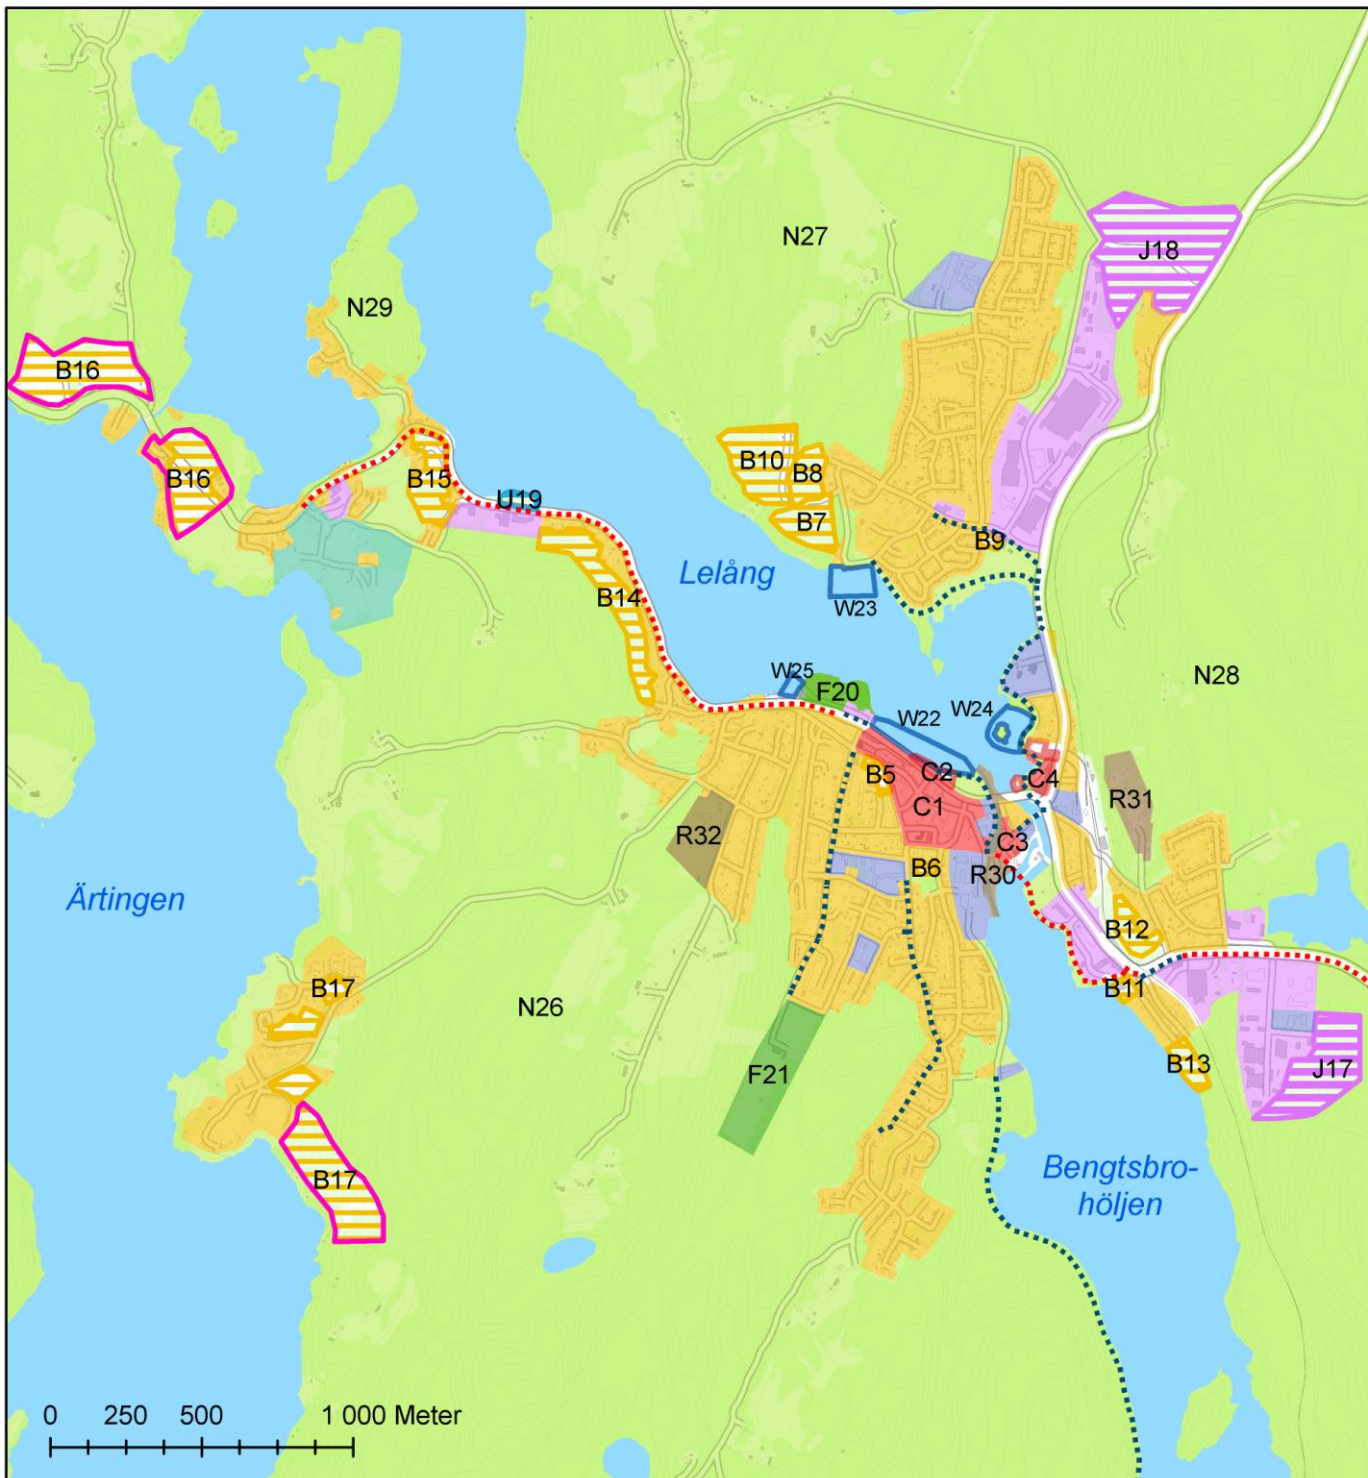 N27
J18
N29
B16
B16
B10
B8
B15
U19
B7
B9
Lelång
B14
W23
W25
F20
N28
W22
W24
B5
C2
C4
C1
R31
R32
C3
B6
R30
Ärtingen
B12
B17
B11
N26
F21
B13
J17
B17
Bengtsbro-
höljen
0 250 500 1 000 Meter